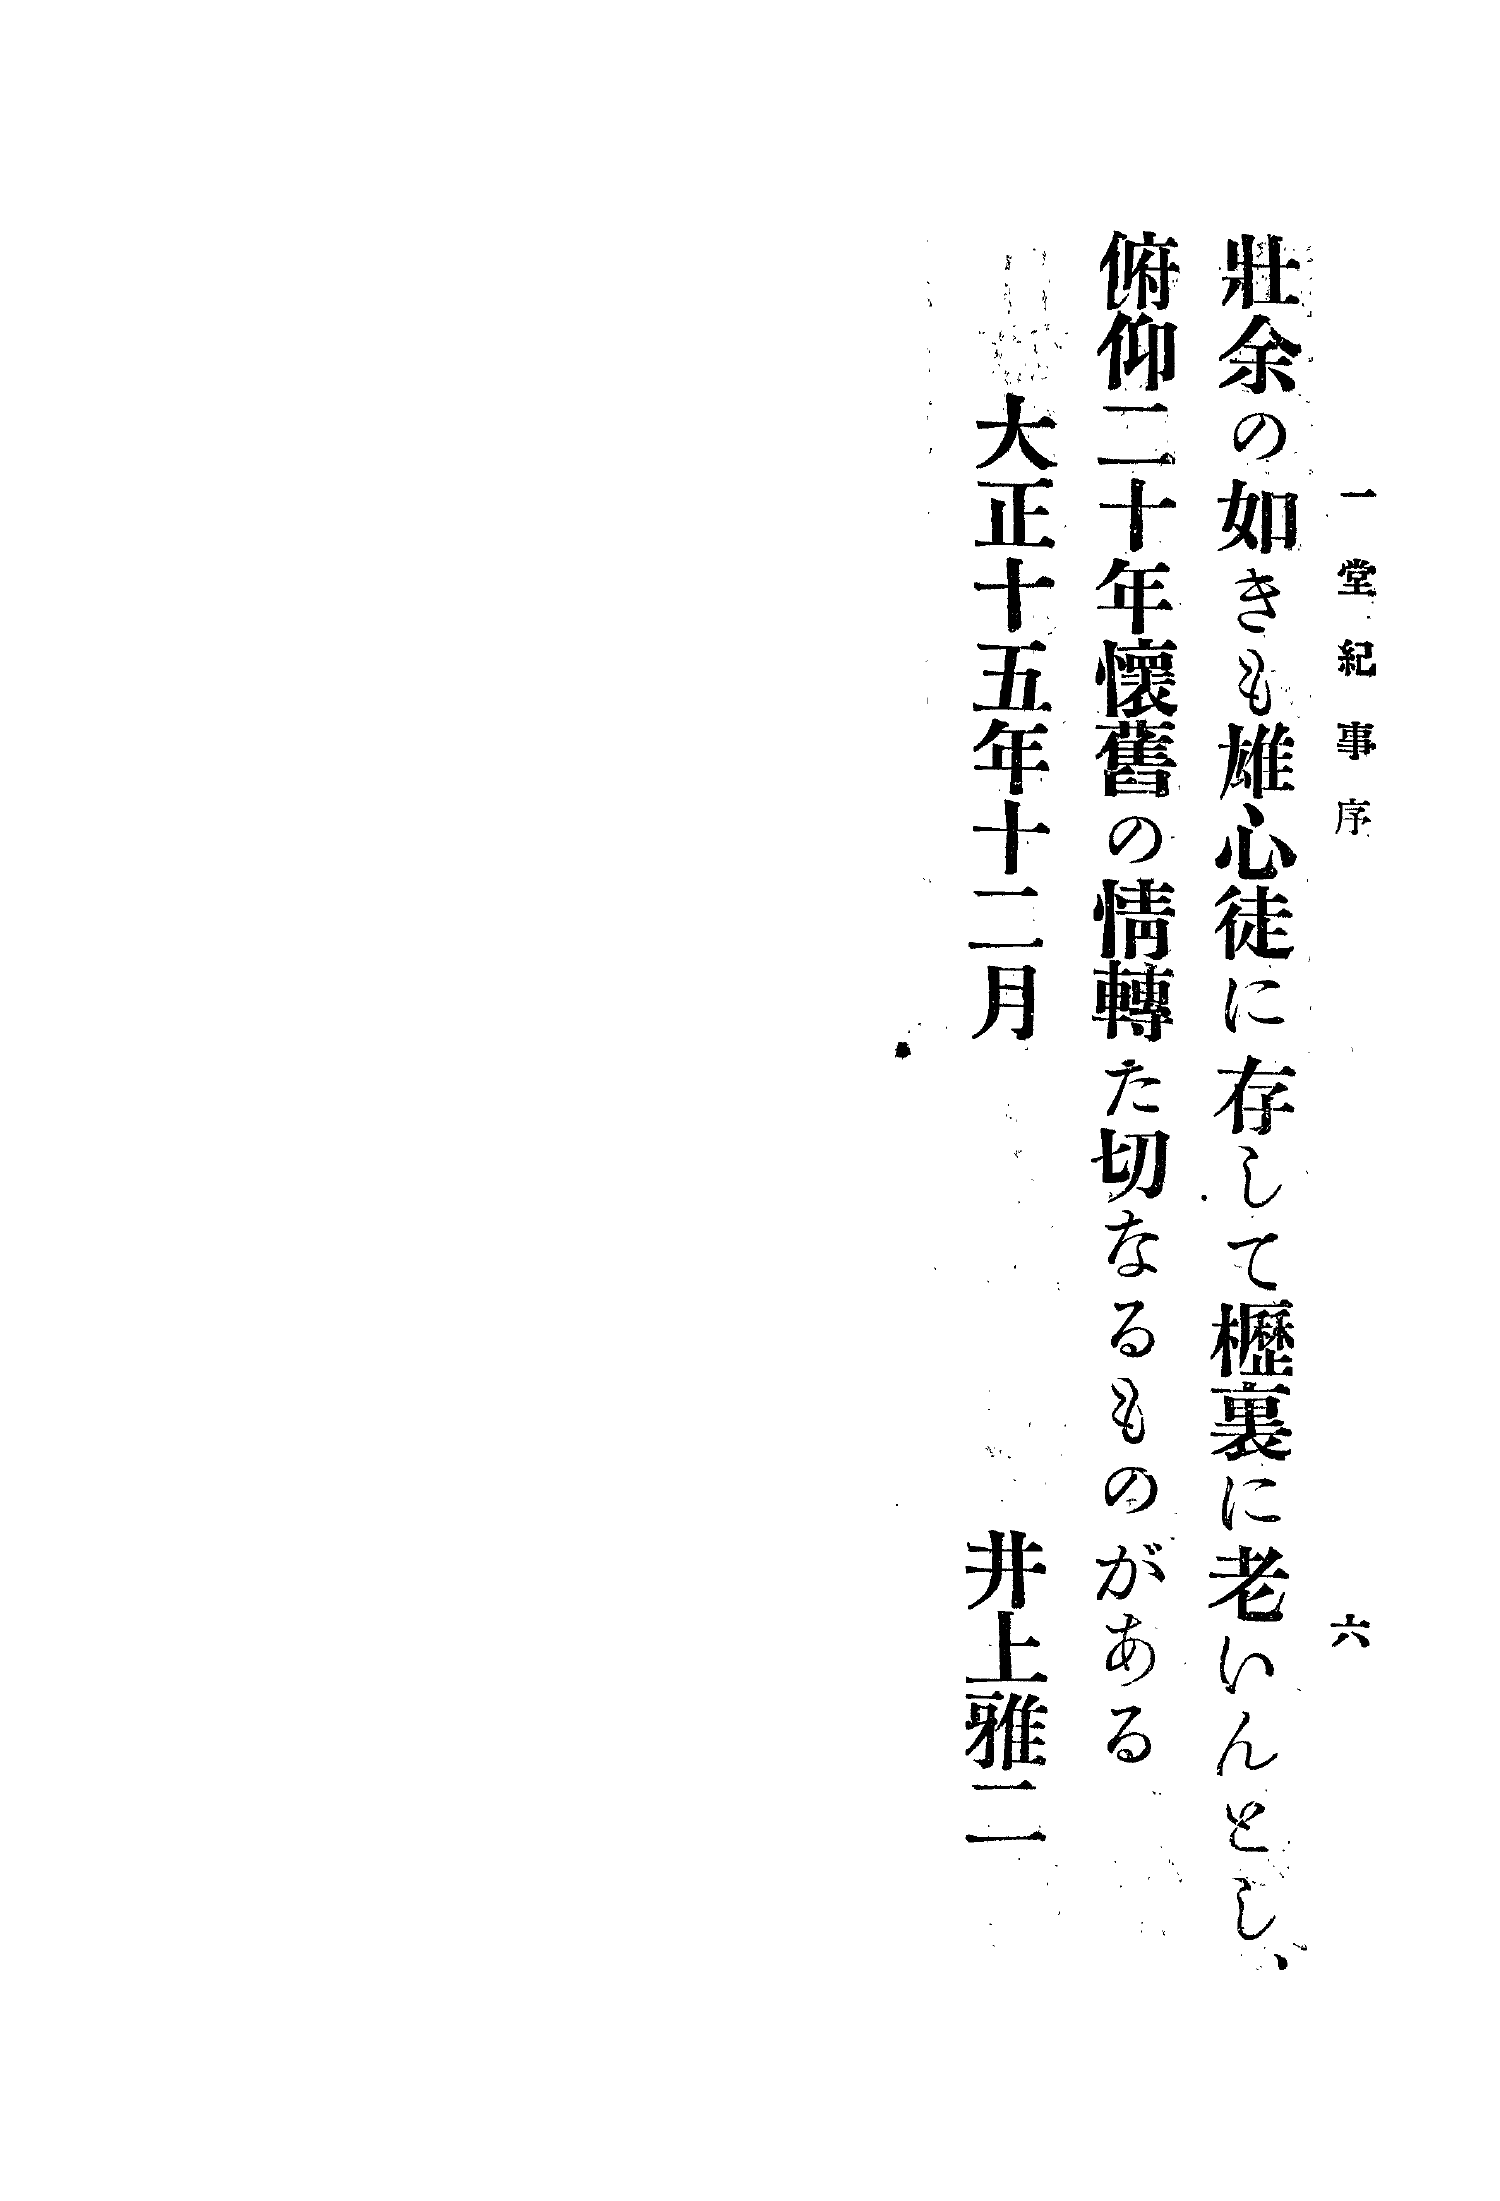 一堂紀事序
六
壯余の如きも雄心徒に存して櫪裏に老いんとし、
俯仰二十年懷舊の情轉た切なるものがある
大正十五年十二月
井上雅二